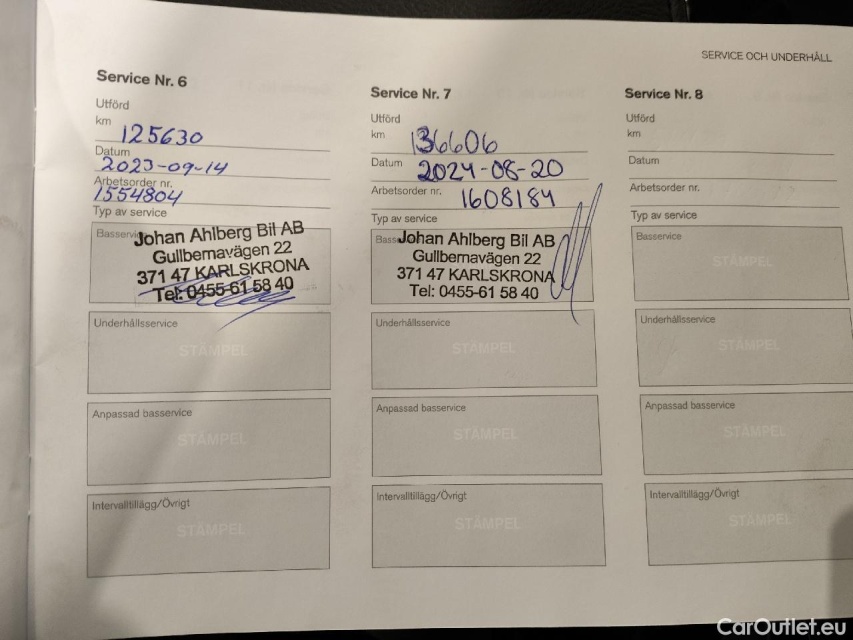 SERVICE OCH UNDERHÅLL
Service Nr. 6
Utförd
km 125630
Datum
2023-09-14
Arbetsorder nr.
1554804
Typ av service
Basservice
Johan Ahlberg Bil AB
Gullbernavägen 22
371 47 KARLSKRONA
Tel: 0455-61 58 40
Underhållsservice
STÄMPEL
Anpassad basservice
STÄMPEL
Intervalltillägg/Övrigt
STÄMPEL
Service Nr. 7
Utförd
km 136606
Datum 2024-08-20
Arbetsorder nr. 1608184
Typ av service
Bass
Johan Ahlberg Bil AB
Gullbernavägen 22
371 47 KARLSKRONA
Tel: 0455-61 58 40
Underhållsservice
STÄMPEL
Anpassad basservice
STÄMPEL
Intervalltillägg/Övrigt
STÄMPEL
Service Nr. 8
Utförd
km
Datum
Arbetsorder nr.
Typ av service
Basservice
STÄMPEL
Underhållsservice
STÄMPEL
Anpassad basservice
STÄMPEL
Intervalltillägg/Övrigt
STÄMPEL
CarOutlet.eu